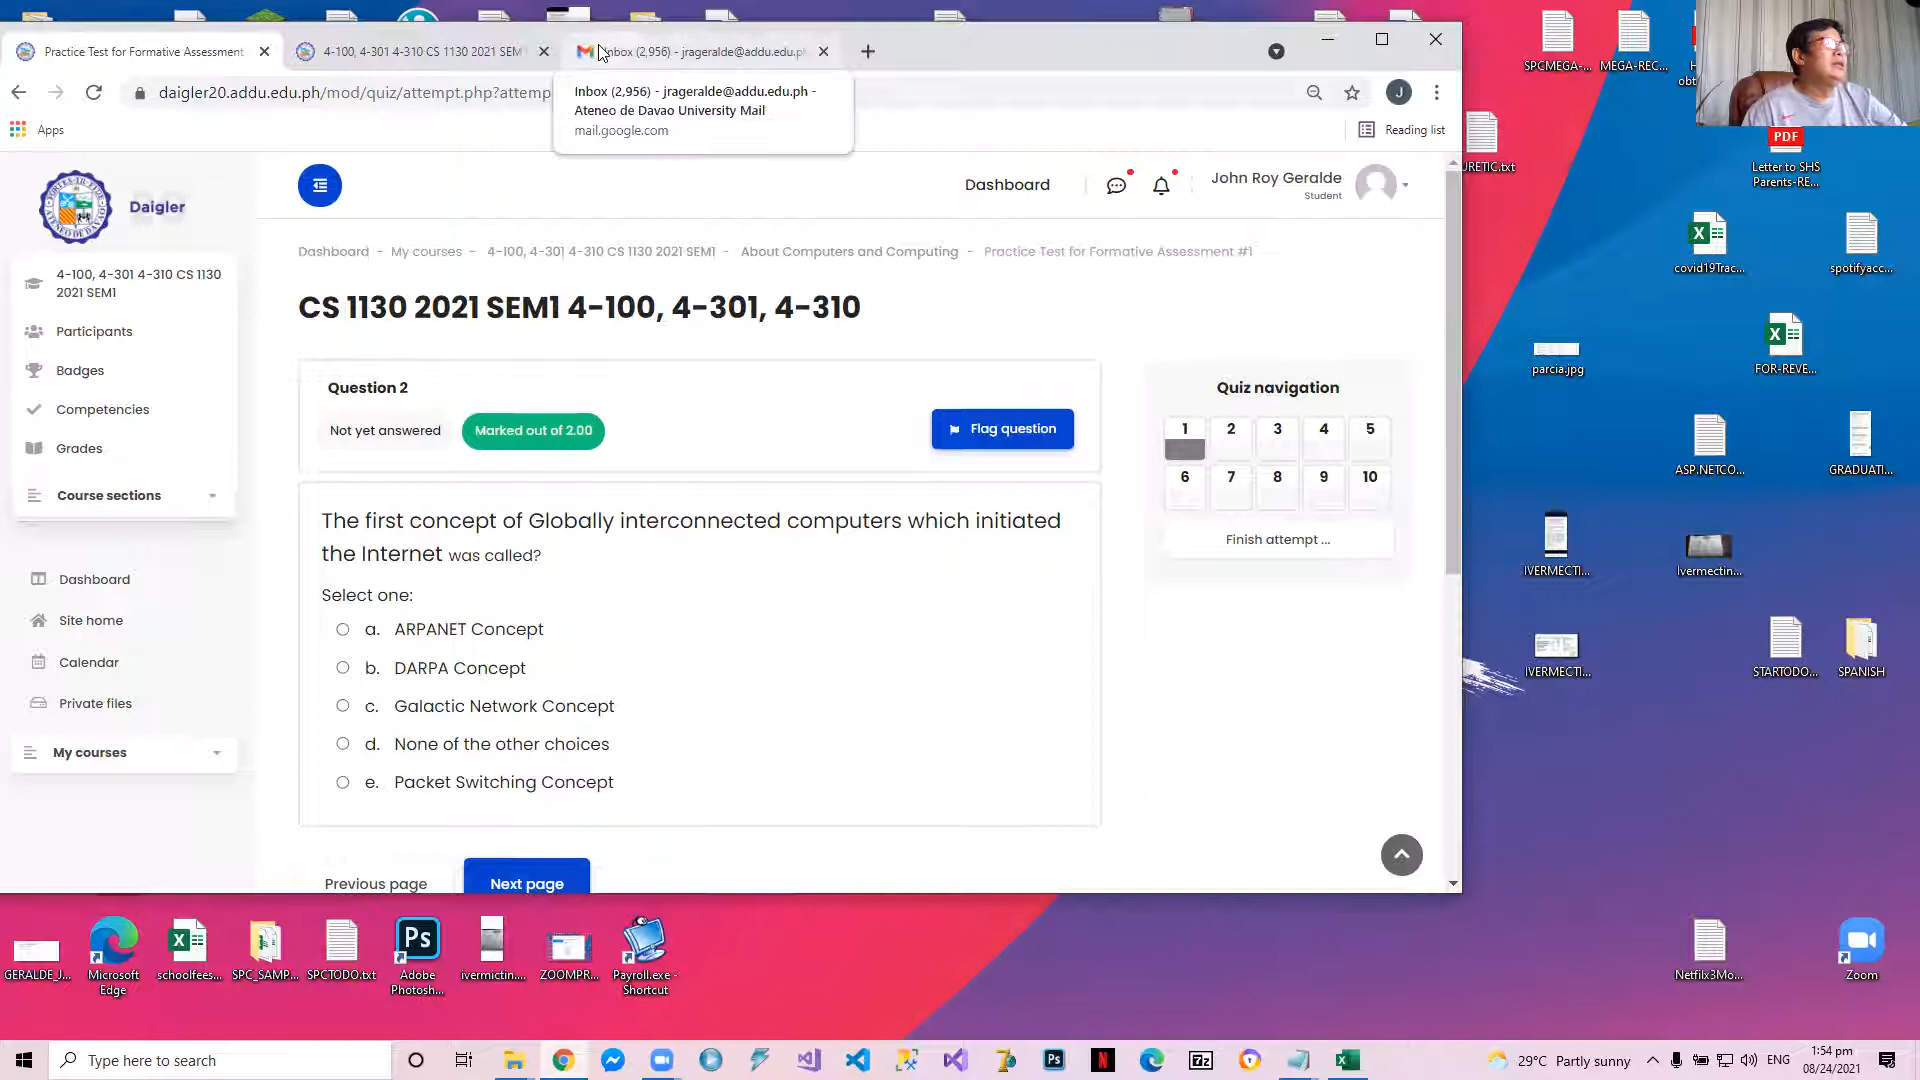 Practice Test for Formative Assessment
4-100, 4-301 4-310 CS 1130 2021 SEM1
Inbox (2,956) - jrageralde@addu.edu.p
daigler20.addu.edu.ph/mod/quiz/attempt.php?attemp
Inbox (2,956) - jrageralde@addu.edu.ph -
Ateneo de Davao University Mail
mail.google.com
J
Apps
Reading list
Daigler
Dashboard
John Roy Geralde
Student
4-100, 4-301 4-310 CS 1130
2021 SEM1
Participants
Badges
Competencies
Grades
Course sections
Dashboard
Site home
Calendar
Private files
My courses
Dashboard - My courses - 4-100, 4-301 4-310 CS 1130 2021 SEM1 - About Computers and Computing - Practice Test for Formative Assessment #1
CS 1130 2021 SEM1 4-100, 4-301, 4-310
Question 2
Not yet answered
Marked out of 2.00
Flag question
The first concept of Globally interconnected computers which initiated
the Internet was called?
Select one:
a. ARPANET Concept
b. DARPA Concept
c. Galactic Network Concept
d. None of the other choices
e. Packet Switching Concept
Previous page
Next page
Quiz navigation
1 2 3 4 5
6 7 8 9 10
Finish attempt ...
SPCMEGA-...
MEGA-REC...
URETIC.txt
PDF
Letter to SHS
Parents-RE...
covid19Trac...
spotifyacc...
parcia.jpg
FOR-REVE...
ASP.NETCO...
GRADUATI...
IVERMECTI...
Ivermectin...
IVERMECTI...
STARTODO...
SPANISH
GERALDE_J...
Microsoft
Edge
schoolfees...
SPC_SAMP...
SPCTODO.txt
Ps
Adobe
Photosh...
ivermictin...
ZOOMPR...
Payroll.exe -
Shortcut
Netfilx3Mo...
Zoom
Type here to search
29°C Partly sunny
ENG
1:54 pm
08/24/2021